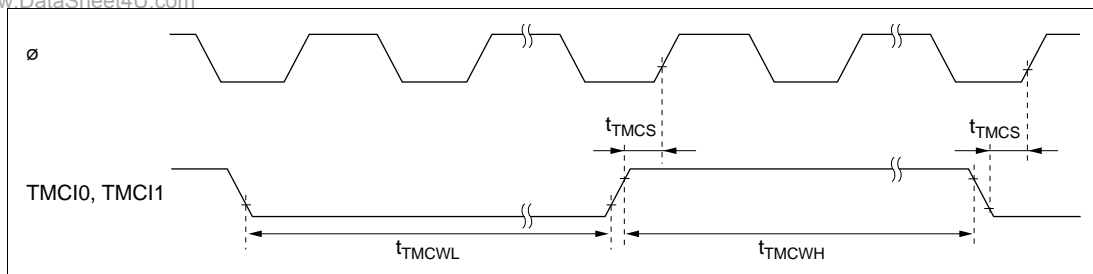 w.DataSheet4U.com
ø
tTMCS
tTMCS
TMCI0, TMCI1
tTMCWL
tTMCWH